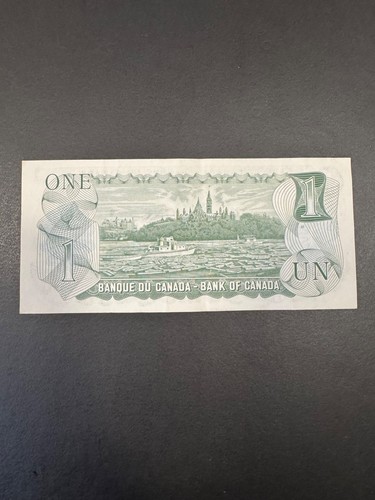 ONE
1
1
UN
BANQUE DU CANADA - BANK OF CANADA